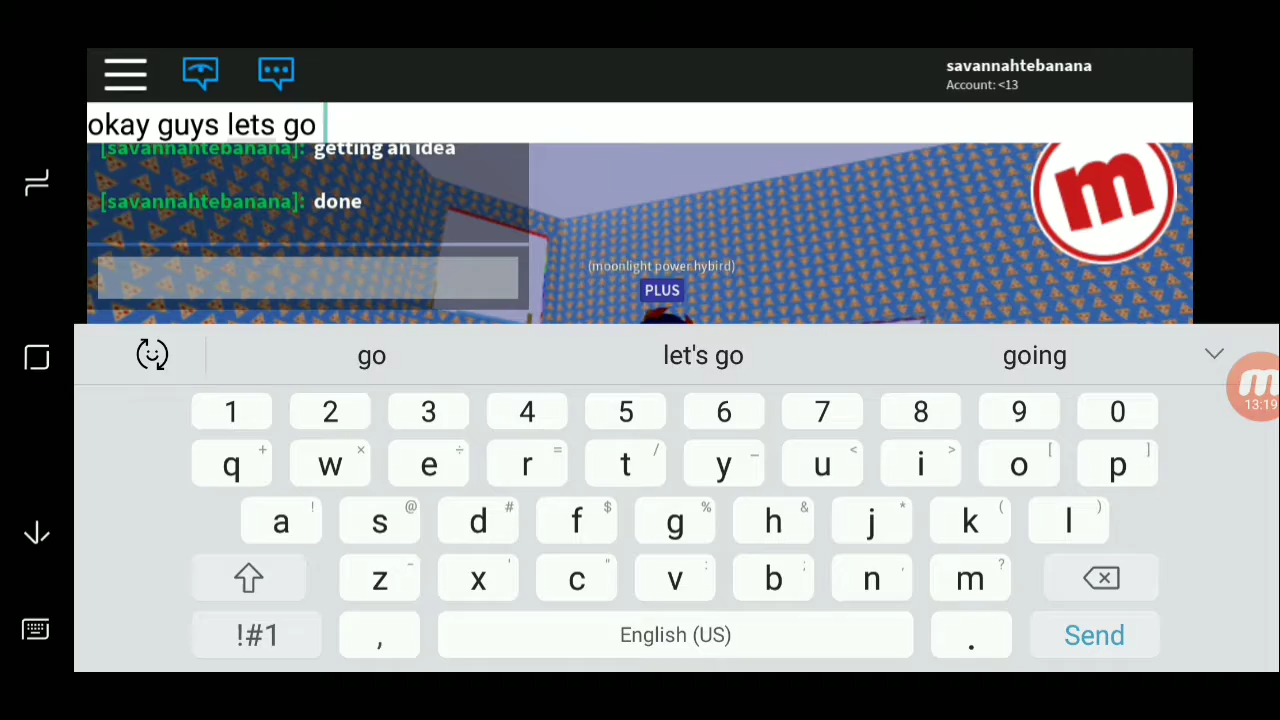 savannahtebanana
Account: <13
okay guys lets go
[savannahtebanana]: getting an idea
[savannahtebanana]: done
m
(moonlight power.hybird)
PLUS
go let's go going
13:19
1 2 3 4 5 6 7 8 9 0
q + w × e ÷ r = t / y _ u < i > o [ p ]
a ! s @ d # f $ g % h & j * k ( l )
z - x ' c " v : b ; n , m ?
!#1 , English (US) . Send